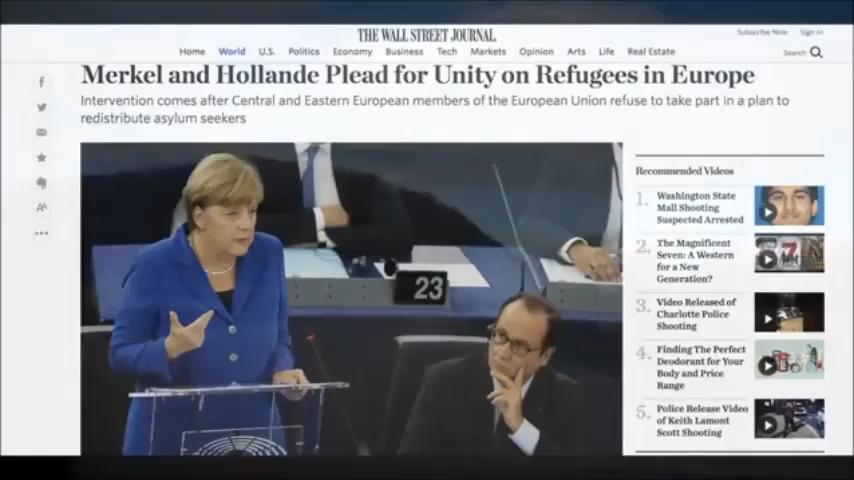 THE WALL STREET JOURNAL.
Subscribe Now Sign In
Home World U.S. Politics Economy Business Tech Markets Opinion Arts Life Real Estate
Search
Merkel and Hollande Plead for Unity on Refugees in Europe
Intervention comes after Central and Eastern European members of the European Union refuse to take part in a plan to
redistribute asylum seekers
23
Recommended Videos
1. Washington State
Mall Shooting
Suspected Arrested
2. The Magnificent
Seven: A Western
for a New
Generation?
3. Video Released of
Charlotte Police
Shooting
4. Finding The Perfect
Deodorant for Your
Body and Price
Range
5. Police Release Video
of Keith Lamont
Scott Shooting